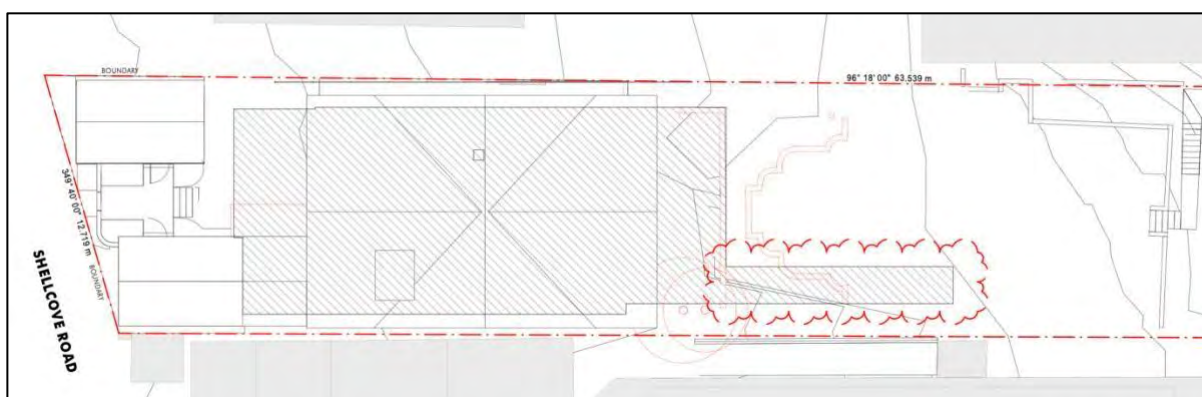 BOUNDARY
96° 18' 00" 63.539 m
349° 40' 00" 12.719 m
BOUNDARY
SHELLCOVE ROAD